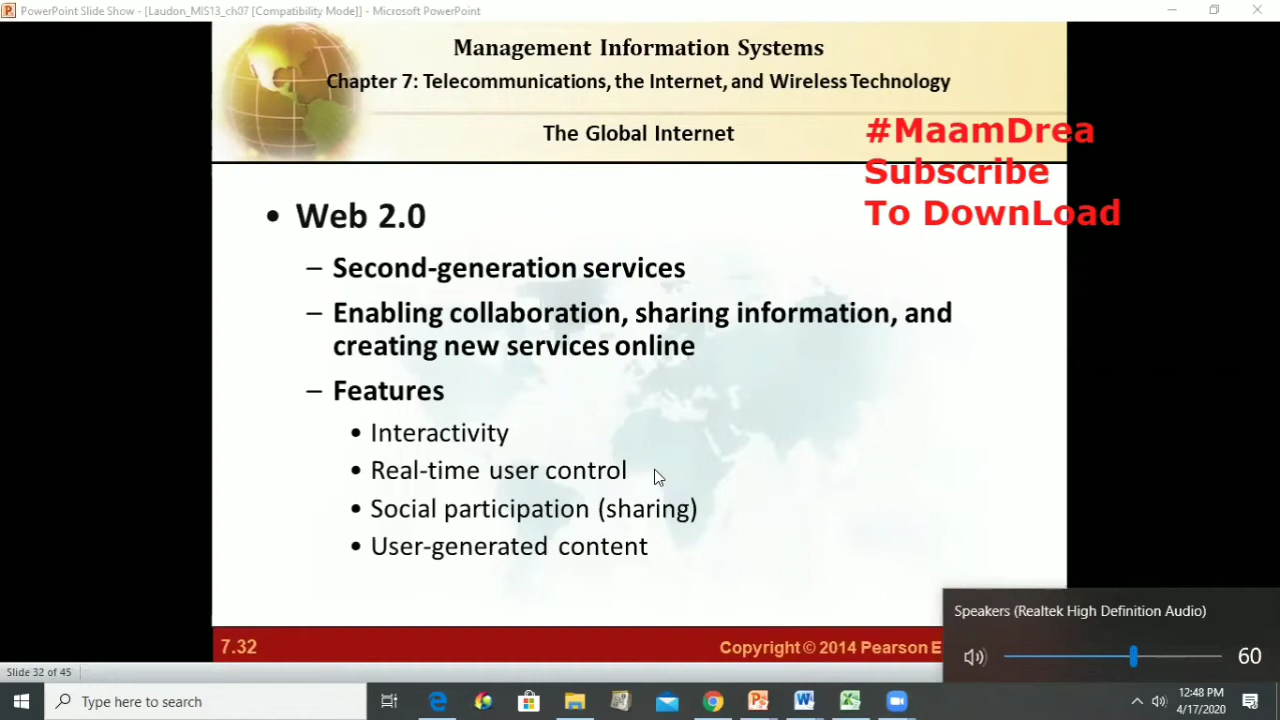 PowerPoint Slide Show - [Laudon_MIS13_ch07 [Compatibility Mode]] - Microsoft PowerPoint
Management Information Systems
Chapter 7: Telecommunications, the Internet, and Wireless Technology
The Global Internet
#MaamDrea
Subscribe
To DownLoad
• Web 2.0
– Second-generation services
– Enabling collaboration, sharing information, and
creating new services online
– Features
• Interactivity
• Real-time user control
• Social participation (sharing)
• User-generated content
Speakers (Realtek High Definition Audio)
60
7.32
Copyright © 2014 Pearson E
Slide 32 of 45
Type here to search
12:48 PM
4/17/2020